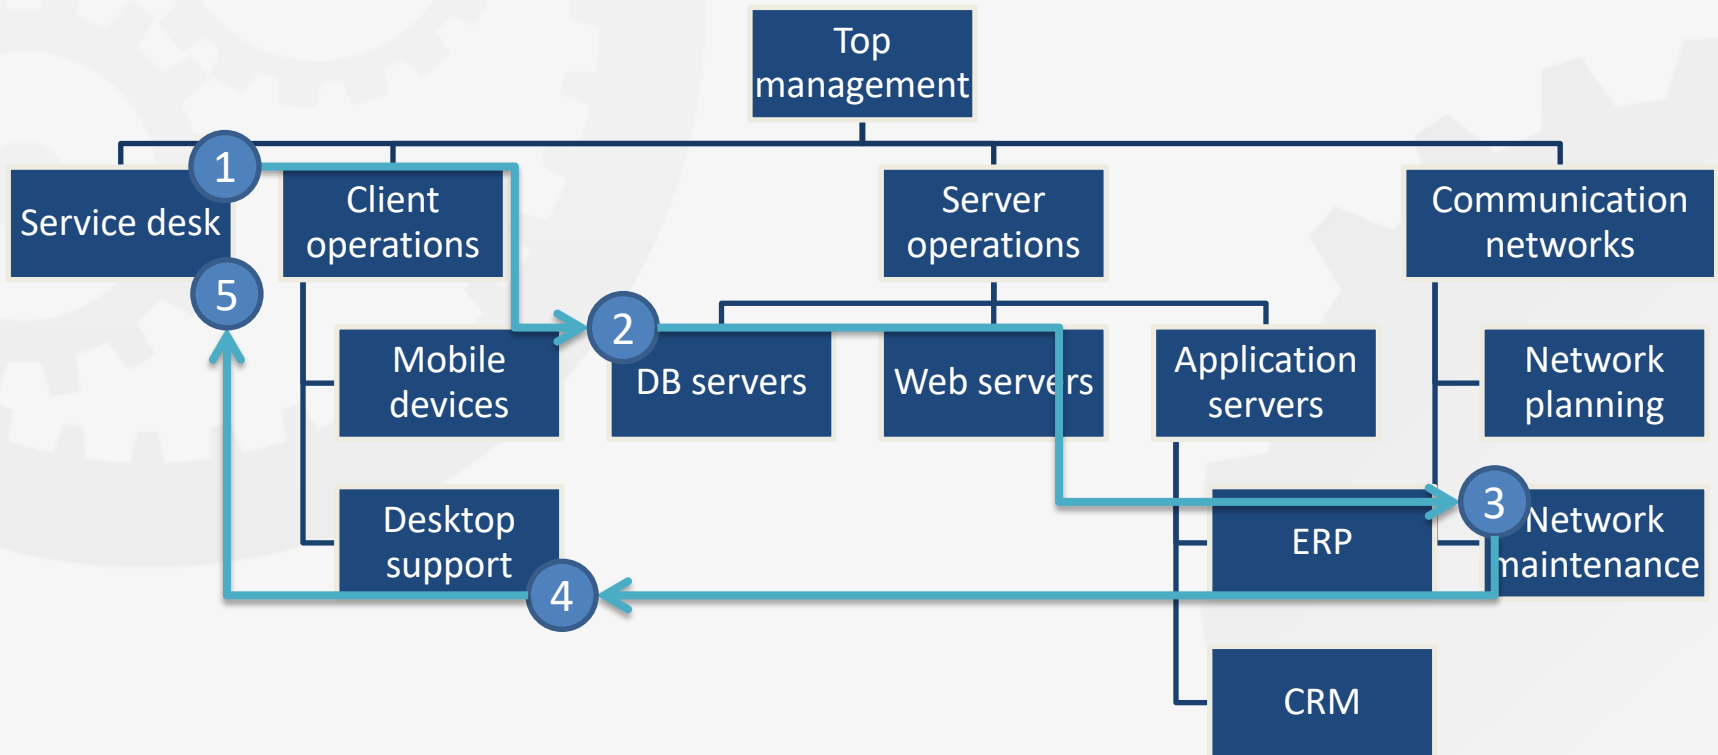 Top
management
1
Service desk
Client
operations
Server
operations
Communication
networks
5
2
Mobile
devices
DB servers
Web servers
Application
servers
Network
planning
Desktop
support
ERP
3
Network
maintenance
4
CRM